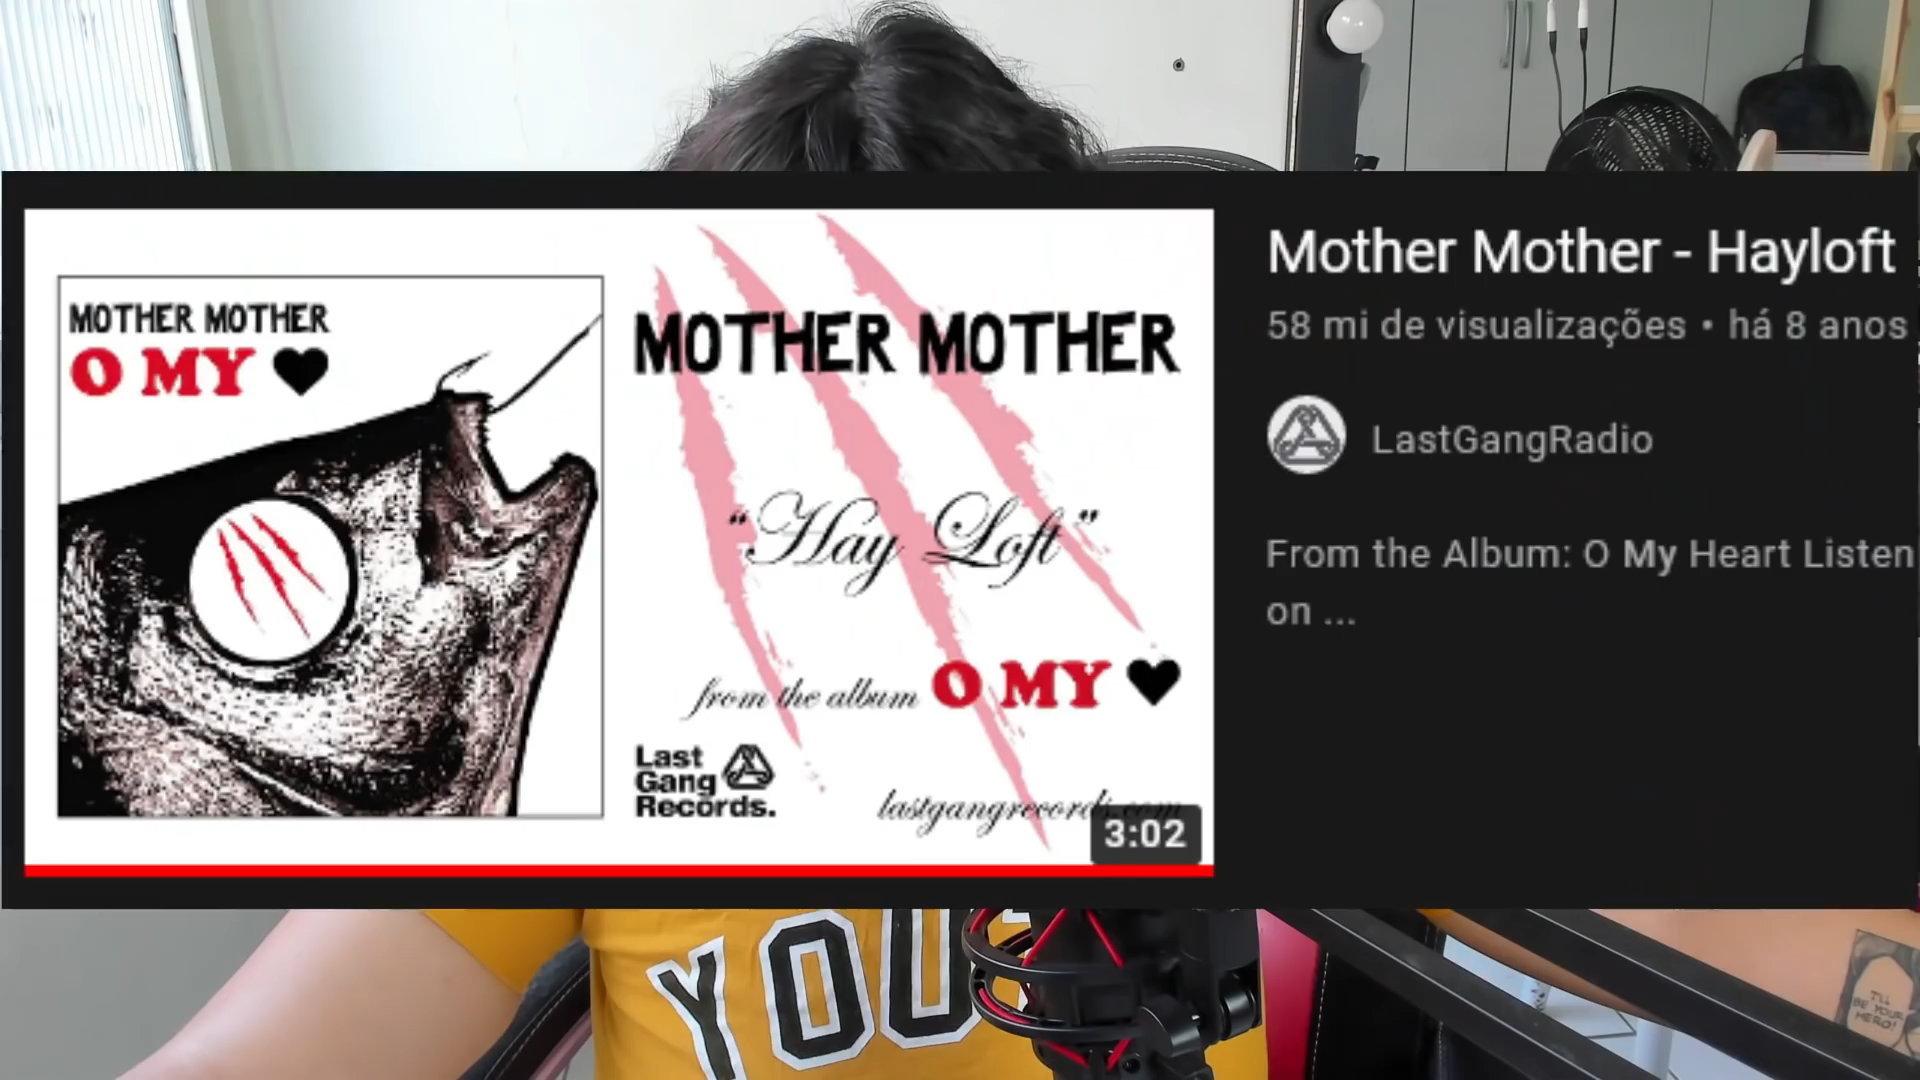 MOTHER MOTHER
O MY ♥
MOTHER MOTHER
"Hay Loft"
from the album O MY ♥
Last
Gang
Records.
lastgangrecords.com
3:02
Mother Mother - Hayloft
58 mi de visualizações • há 8 anos
LastGangRadio
From the Album: O My Heart Listen
on ...
YOU
I'LL
BE YOUR
HERO!